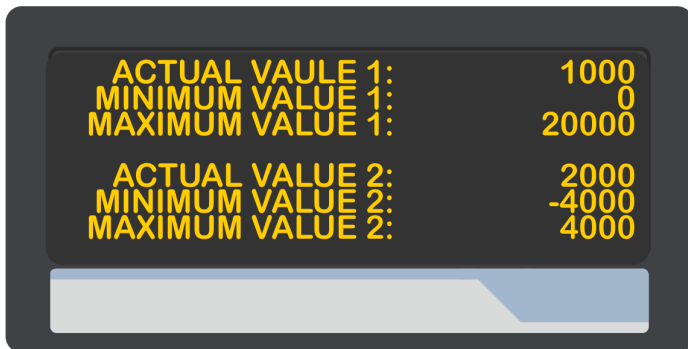 ACTUAL VAULE 1: 1000
MINIMUM VALUE 1: 0
MAXIMUM VALUE 1: 20000
ACTUAL VALUE 2: 2000
MINIMUM VALUE 2: -4000
MAXIMUM VALUE 2: 4000